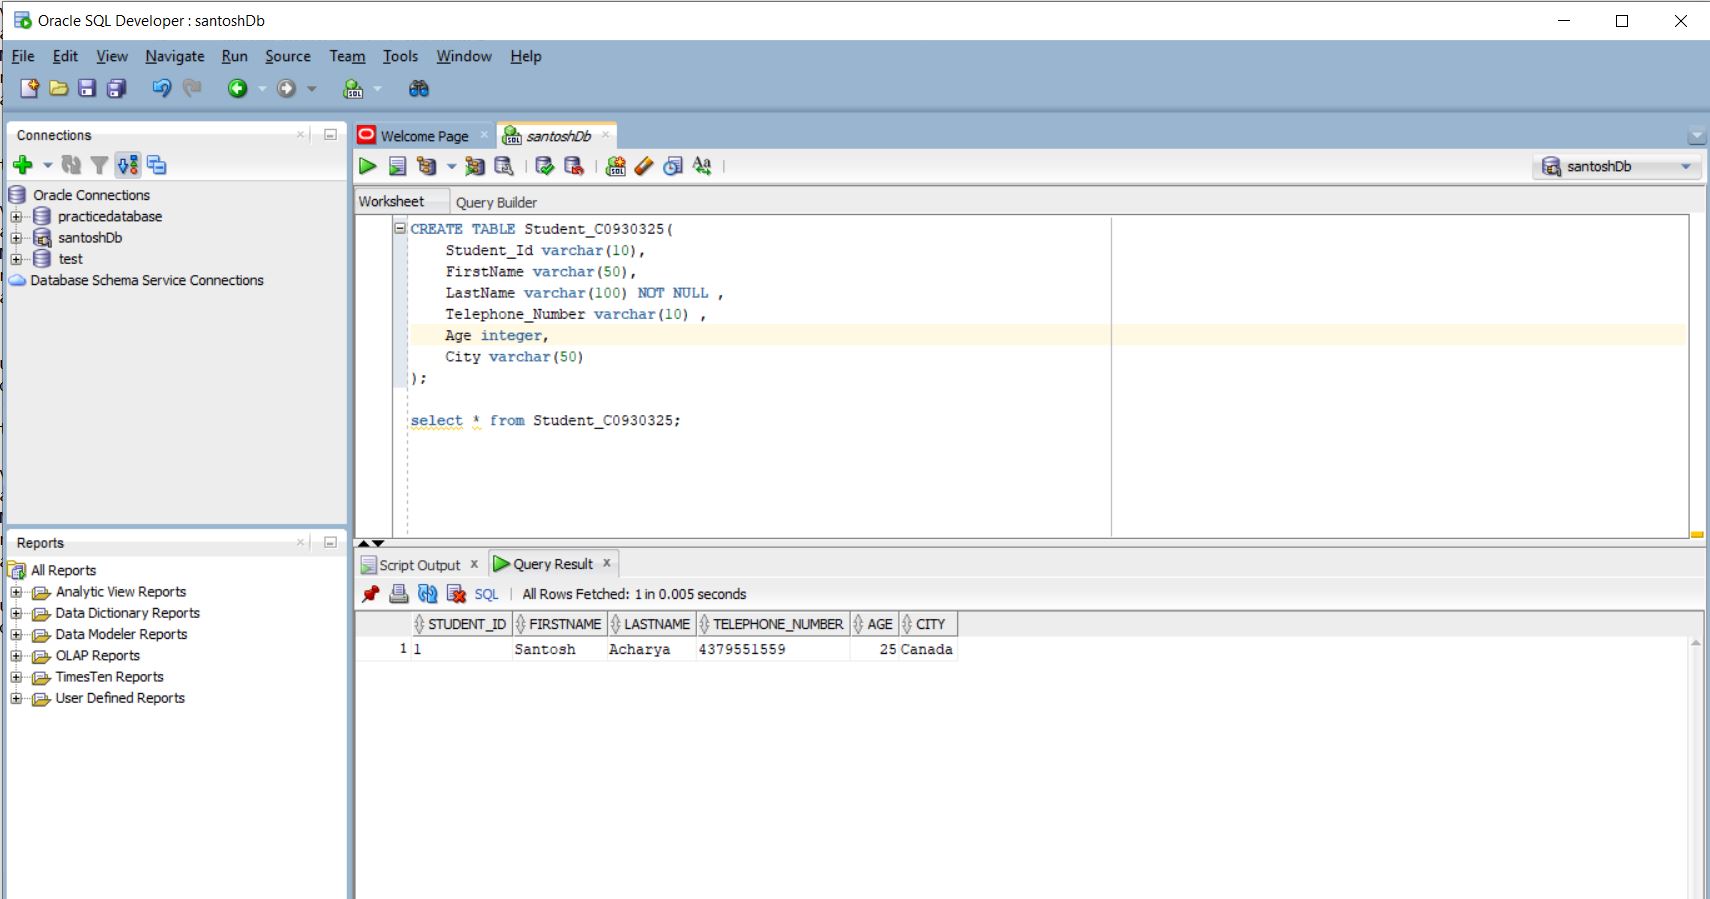 Oracle SQL Developer : santoshDb
File Edit View Navigate Run Source Team Tools Window Help
Connections
Oracle Connections
practicedatabase
santoshDb
test
Database Schema Service Connections
Reports
All Reports
Analytic View Reports
Data Dictionary Reports
Data Modeler Reports
OLAP Reports
TimesTen Reports
User Defined Reports
Welcome Page santoshDb
santoshDb
Worksheet Query Builder
CREATE TABLE Student_C0930325(
Student_Id varchar(10),
FirstName varchar(50),
LastName varchar(100) NOT NULL ,
Telephone_Number varchar(10) ,
Age integer,
City varchar(50)
);
select * from Student_C0930325;
Script Output x Query Result x
SQL | All Rows Fetched: 1 in 0.005 seconds
STUDENT_ID FIRSTNAME LASTNAME TELEPHONE_NUMBER AGE CITY
1 1 Santosh Acharya 4379551559 25 Canada